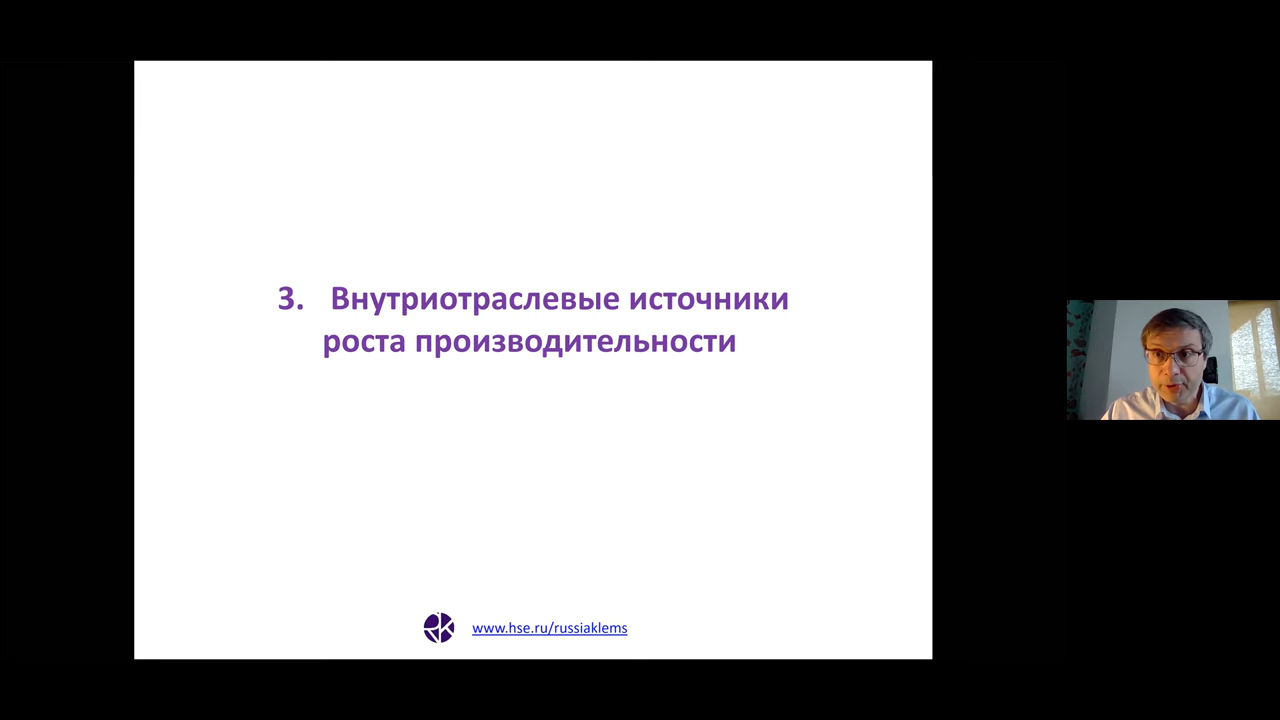 3. Внутриотраслевые источники
роста производительности
www.hse.ru/russiaklems